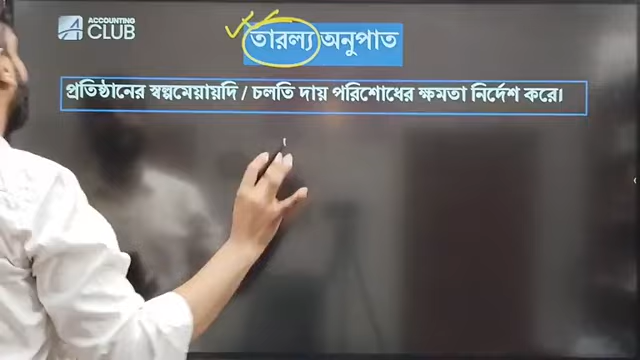 ACCOUNTING
CLUB
তারল্য অনুপাত
প্রতিষ্ঠানের স্বল্পমেয়ায়দি / চলতি দায় পরিশোধের ক্ষমতা নির্দেশ করে।